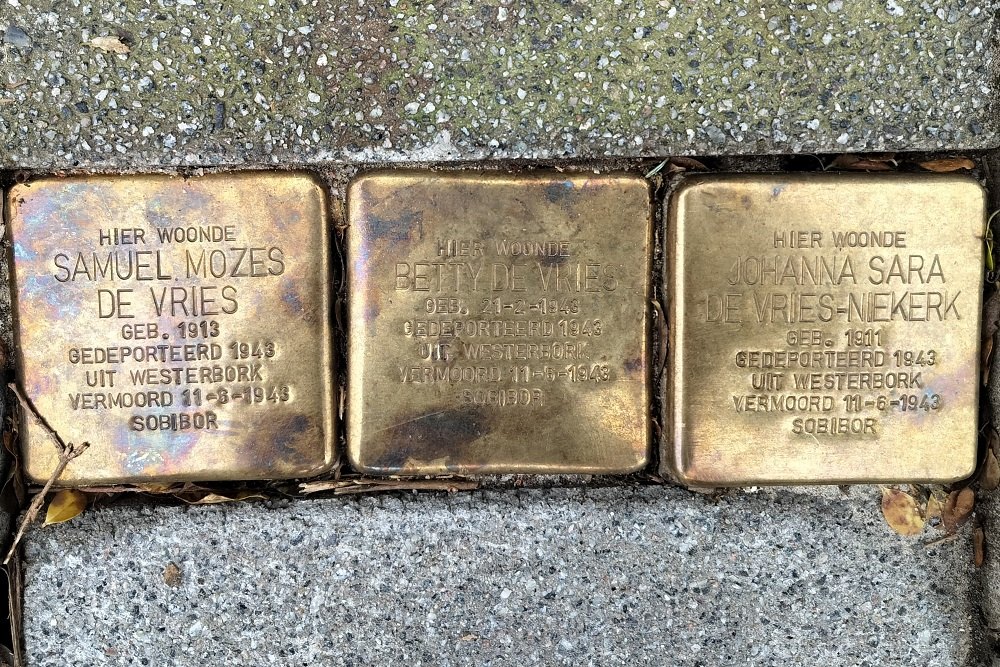 HIER WOONDE
SAMUEL MOZES
DE VRIES
GEB. 1913
GEDEPORTEERD 1943
UIT WESTERBORK
VERMOORD 11-6-1943
SOBIBOR
HIER WOONDE
BETTY DE VRIES
GEB. 21-2-1943
GEDEPORTEERD 1943
UIT WESTERBORK
VERMOORD 11-6-1943
SOBIBOR
HIER WOONDE
JOHANNA SARA
DE VRIES-NIEKERK
GEB. 1911
GEDEPORTEERD 1943
UIT WESTERBORK
VERMOORD 11-6-1943
SOBIBOR